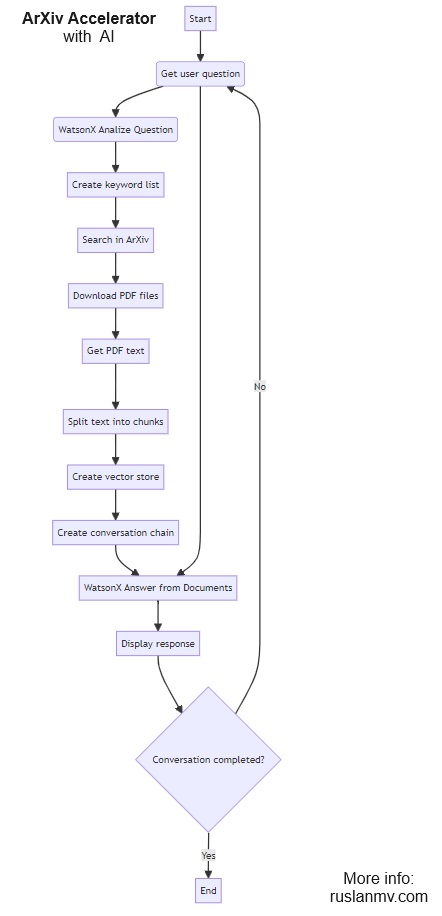 ArXiv Accelerator
with AI
Start
Get user question
WatsonX Analize Question
Create keyword list
Search in ArXiv
Download PDF files
Get PDF text
No
Split text into chunks
Create vector store
Create conversation chain
WatsonX Answer from Documents
Display response
Conversation completed?
Yes
End
More info:
ruslanmv.com